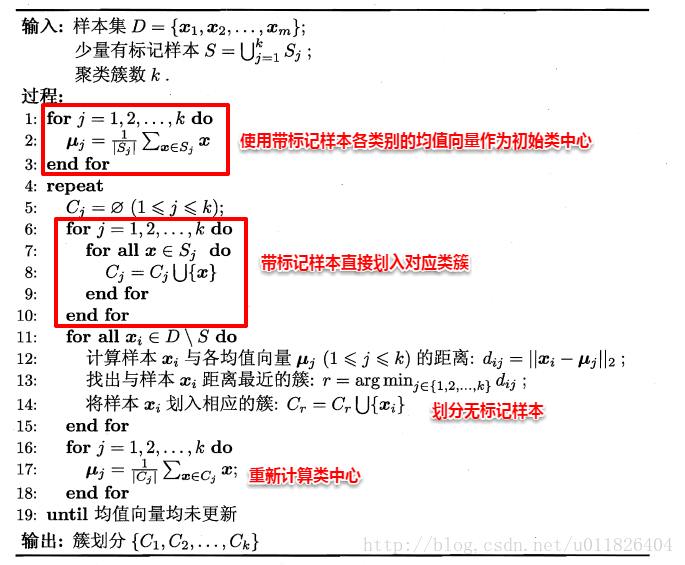 输入: 样本集 D = {x₁, x₂, . . . , xₘ};
少量有标记样本 S = ⋃ᵏⱼ₌₁ Sⱼ ;
聚类簇数 k .
过程:
1: for j = 1, 2, . . . , k do
2: μⱼ = 1/|Sⱼ| ∑x∈Sⱼ x 使用带标记样本各类别的均值向量作为初始类中心
3: end for
4: repeat
5: Cⱼ = ∅ (1 ⩽ j ⩽ k);
6: for j = 1, 2, . . . , k do
7: for all x ∈ Sⱼ do 带标记样本直接划入对应类簇
8: Cⱼ = Cⱼ ⋃{x}
9: end for
10: end for
11: for all xᵢ ∈ D \ S do
12: 计算样本 xᵢ 与各均值向量 μⱼ (1 ⩽ j ⩽ k) 的距离: dᵢⱼ = ||xᵢ − μⱼ||₂ ;
13: 找出与样本 xᵢ 距离最近的簇: r = arg min j∈{1,2,...,k} dᵢⱼ ;
14: 将样本 xᵢ 划入相应的簇: Cᵣ = Cᵣ ⋃{xᵢ} 划分无标记样本
15: end for
16: for j = 1, 2, . . . , k do
17: μⱼ = 1/|Cⱼ| ∑x∈Cⱼ x; 重新计算类中心
18: end for
19: until 均值向量均未更新
输出: 簇划分 {C₁, C₂, . . . , Cₖ}
http://blog.csdn.net/u011826404